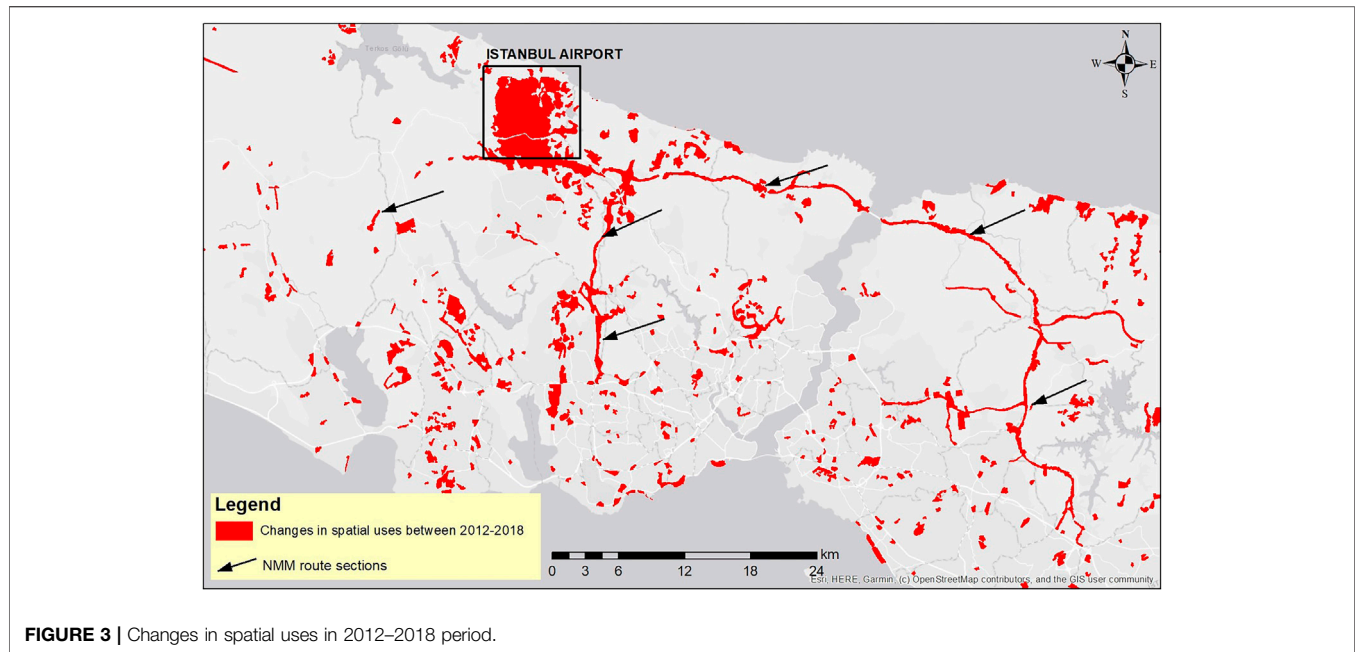 Terkos Gölü
ISTANBUL AIRPORT
N
W E
S
Legend
Changes in spatial uses between 2012-2018
NMM route sections
km
0 3 6 12 18 24
Esri, HERE, Garmin, (c) OpenStreetMap contributors, and the GIS user community
FIGURE 3 | Changes in spatial uses in 2012–2018 period.